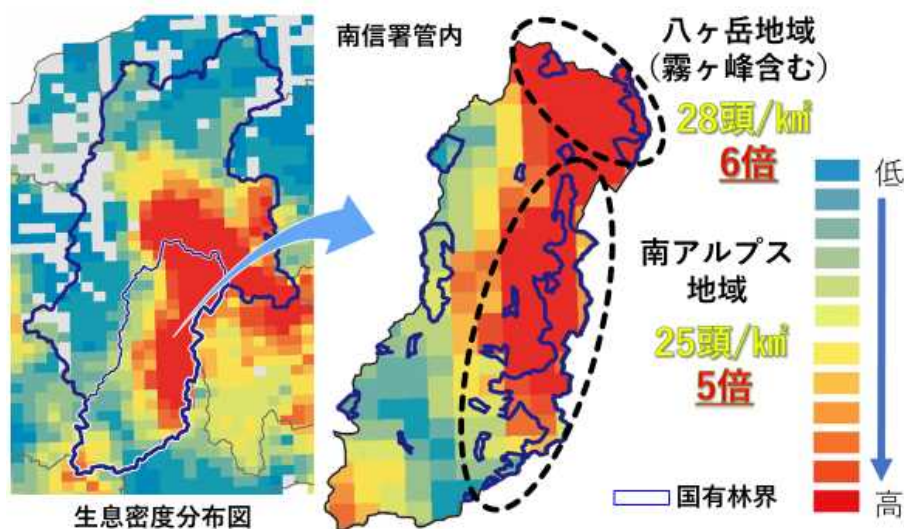 南信署管内
八ヶ岳地域
(霧ヶ峰含む)
28頭/k㎡
6倍
低
南アルプス
地域
25頭/k㎡
5倍
国有林界
高
生息密度分布図